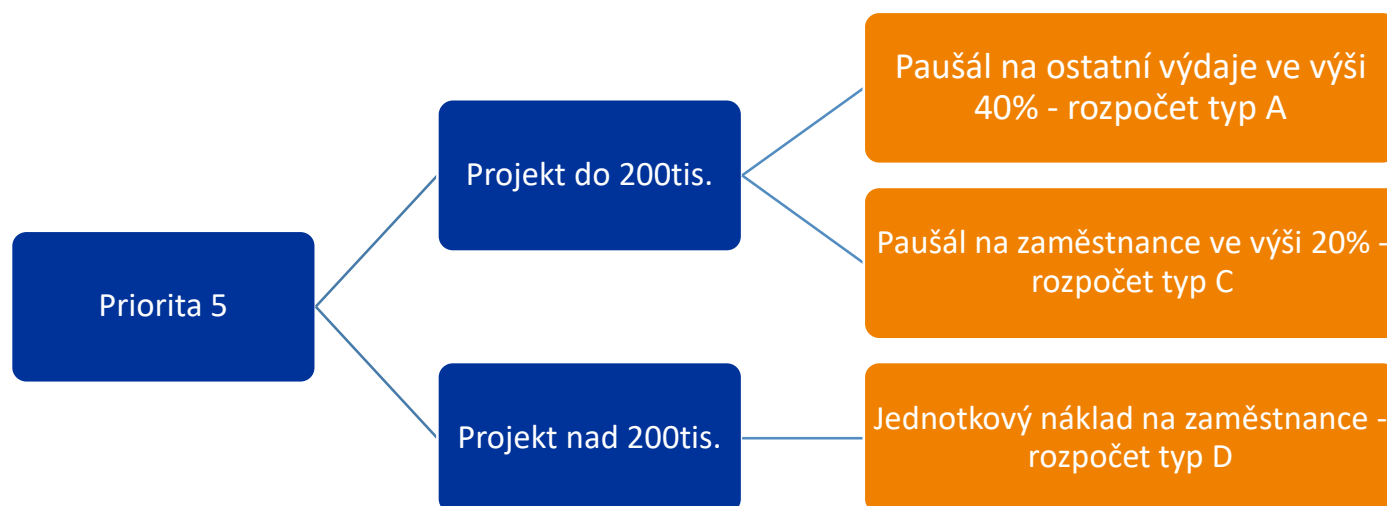 Priorita 5
Projekt do 200tis.
Paušál na ostatní výdaje ve výši
40% - rozpočet typ A
Paušál na zaměstnance ve výši 20% -
rozpočet typ C
Projekt nad 200tis.
Jednotkový náklad na zaměstnance -
rozpočet typ D